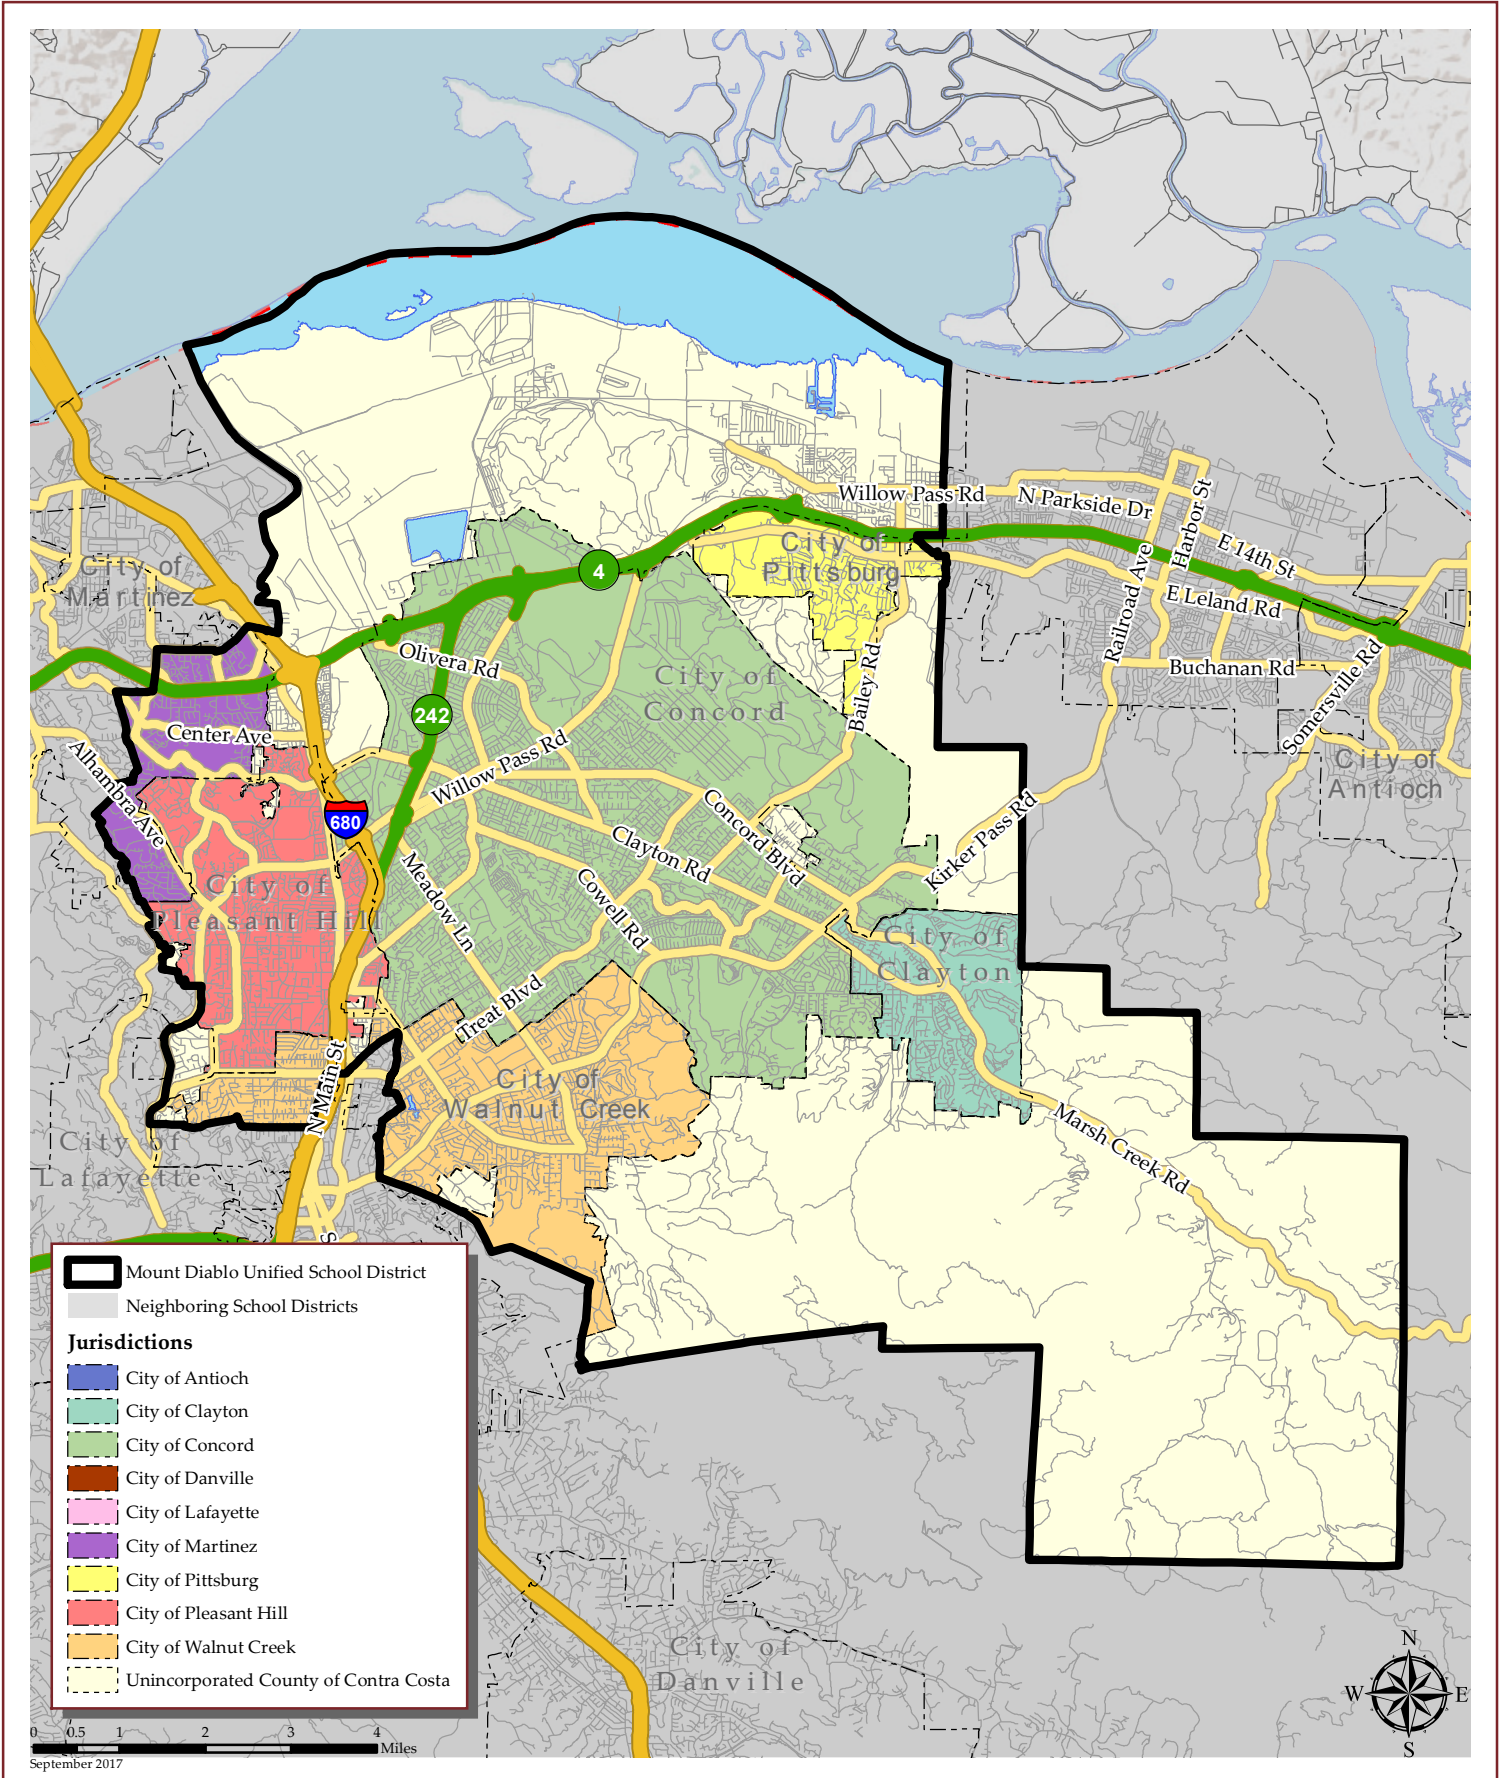 Willow Pass Rd
N Parkside Dr
Harbor St
E 14th St
City of
Pittsburg
4
City of
Martinez
Railroad Ave
E Leland Rd
Olivera Rd
City of
Concord
Bailey Rd
Buchanan Rd
Somersville Rd
242
Center Ave
Alhambra Ave
Willow Pass Rd
City of
Antioch
680
Concord Blvd
Kirker Pass Rd
Clayton Rd
Meadow Ln
Cowell Rd
City of
Pleasant Hill
City of
Clayton
Treat Blvd
N Main St
City of
Walnut Creek
City of
Lafayette
Marsh Creek Rd
S
Mount Diablo Unified School District
Neighboring School Districts
Jurisdictions
City of Antioch
City of Clayton
City of Concord
City of Danville
City of Lafayette
City of Martinez
City of Pittsburg
City of Pleasant Hill
City of Walnut Creek
Unincorporated County of Contra Costa
City of
Danville
N
W E
S
0 0.5 1 2 3 4
Miles
September 2017